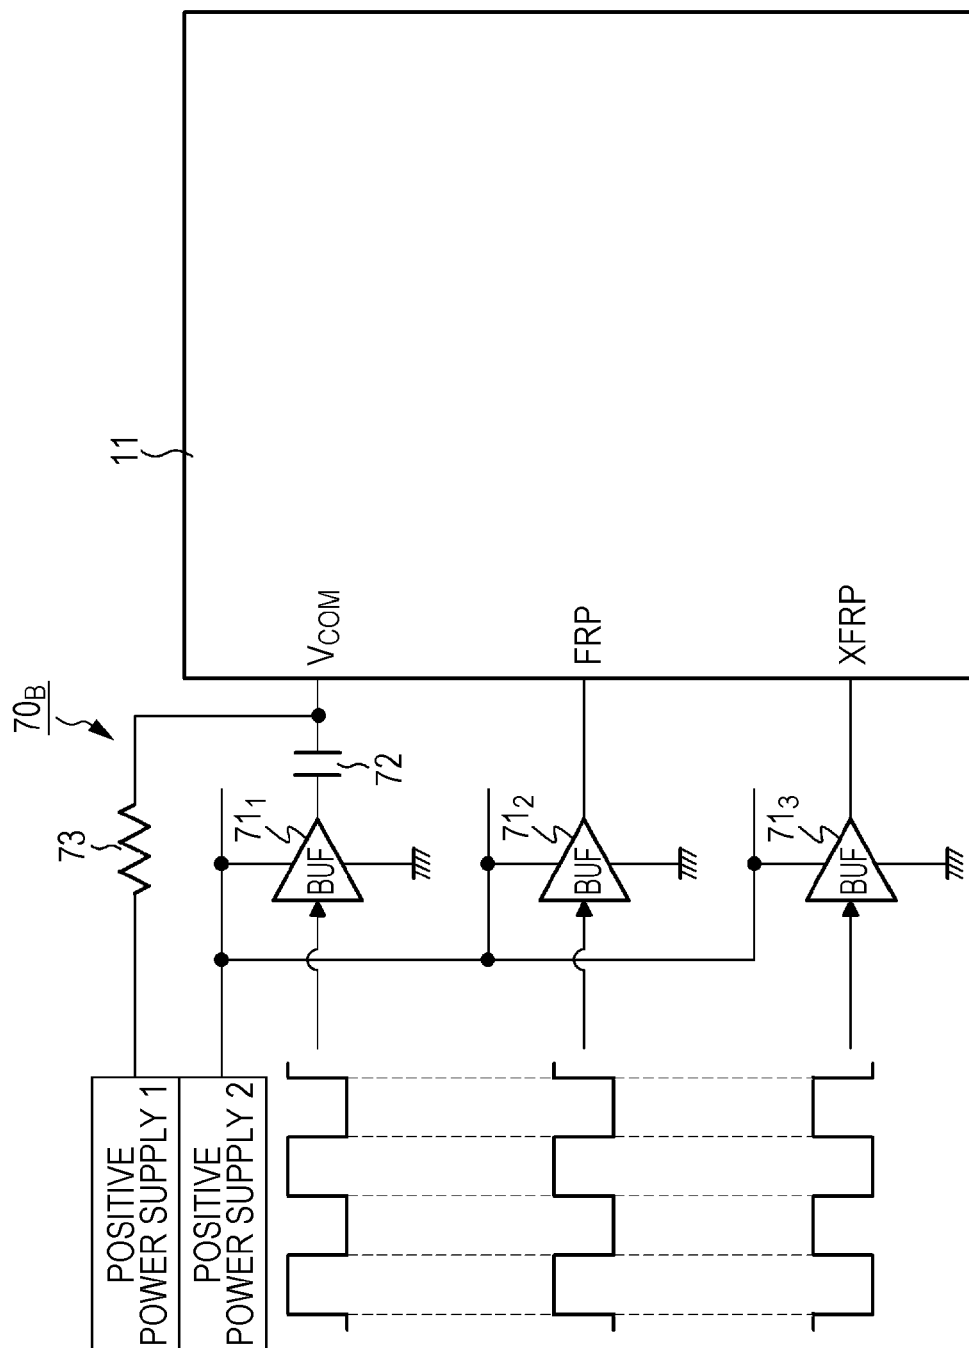 70B
11
73
POSITIVE
POWER SUPPLY 1
POSITIVE
POWER SUPPLY 2
711
BUF
72
VCOM
712
BUF
FRP
713
BUF
XFRP